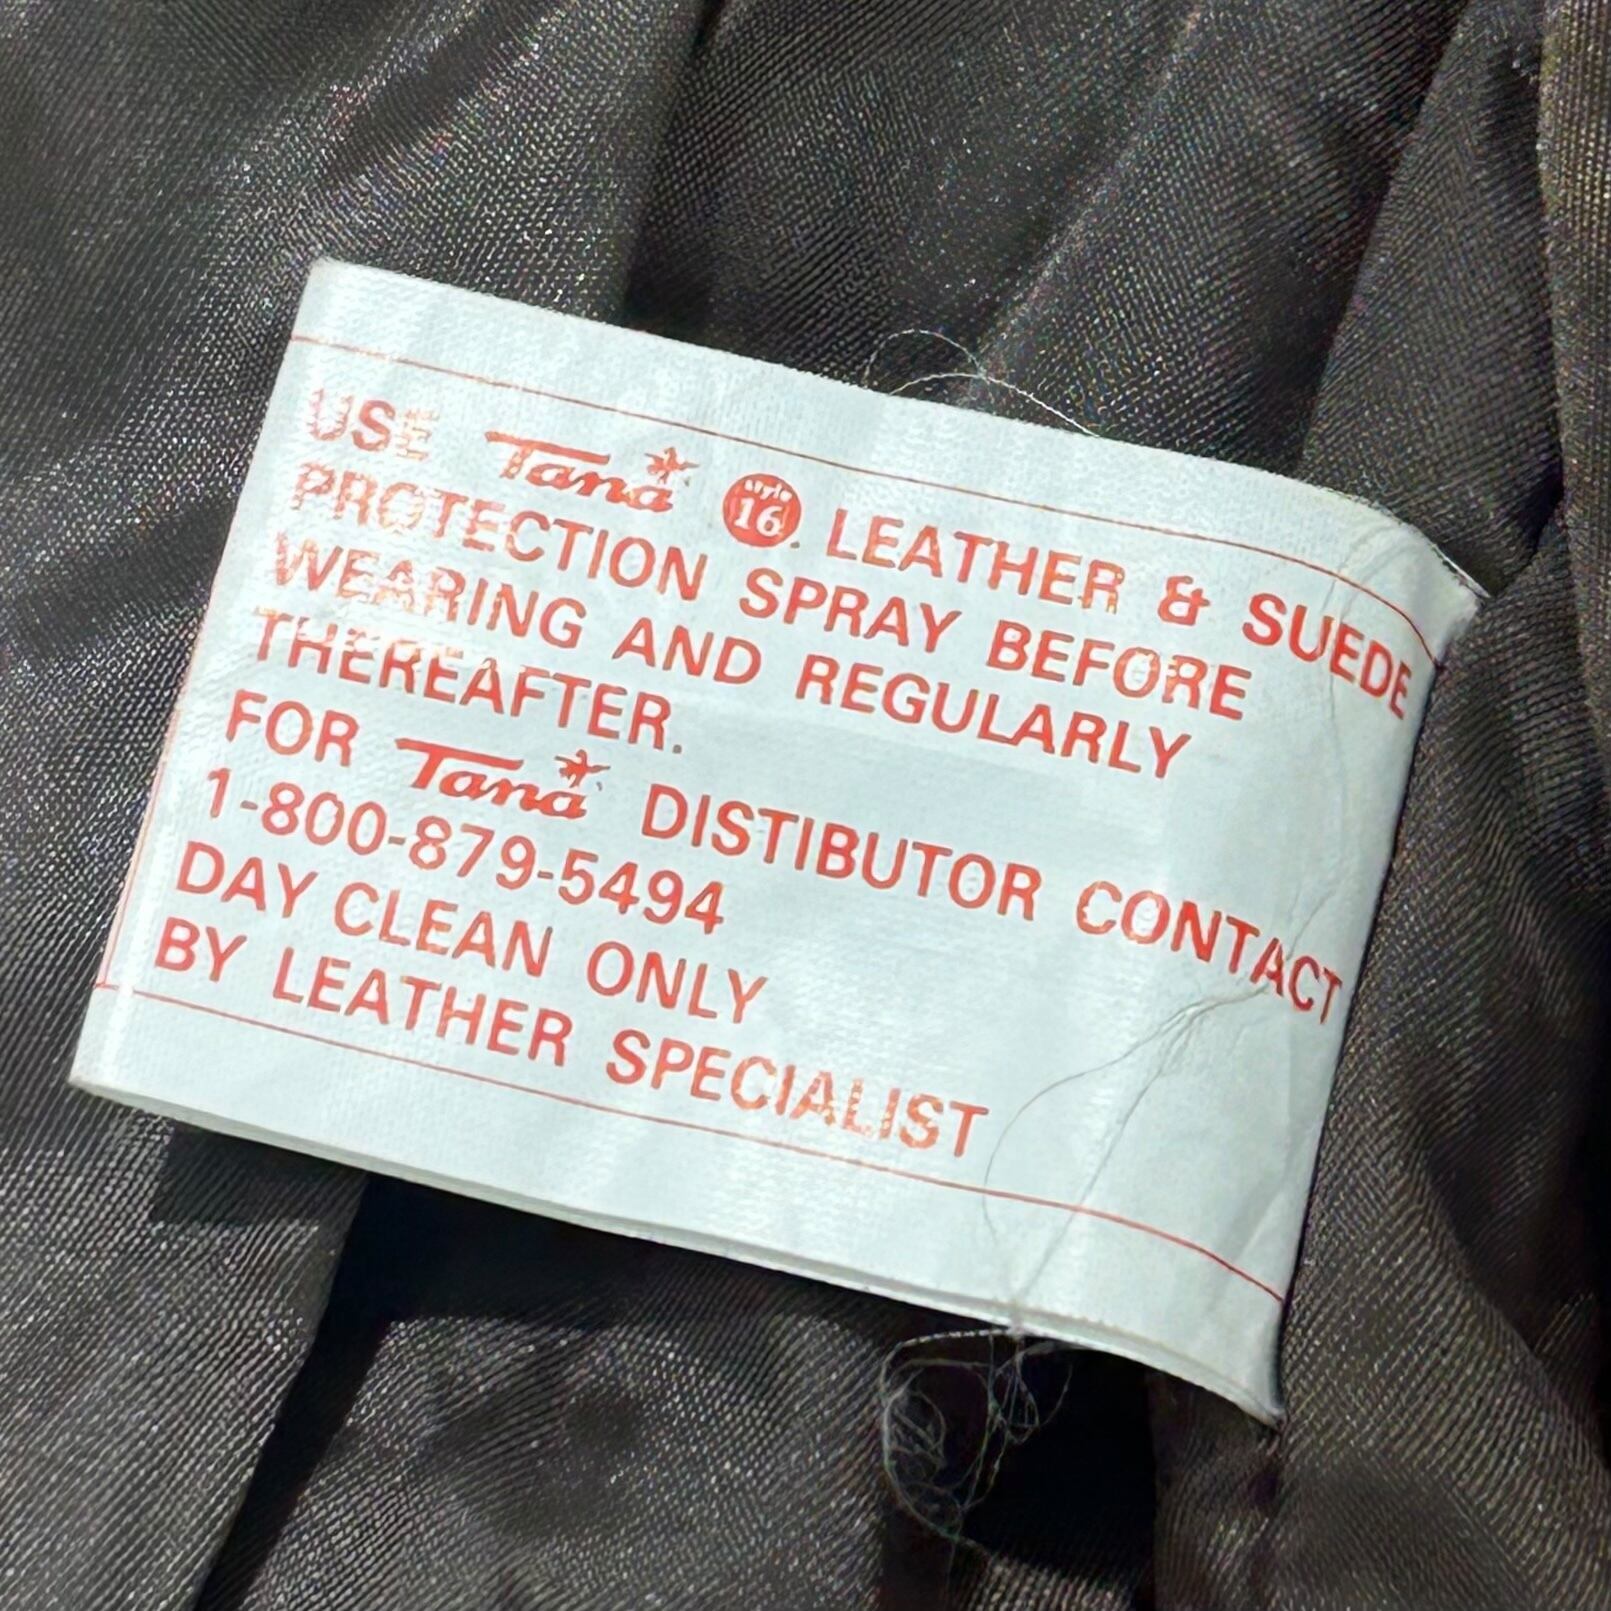 USE Tana style 16. LEATHER & SUEDE
PROTECTION SPRAY BEFORE
WEARING AND REGULARLY
THEREAFTER.
FOR Tana DISTIBUTOR CONTACT
1-800-879-5494
DAY CLEAN ONLY
BY LEATHER SPECIALIST